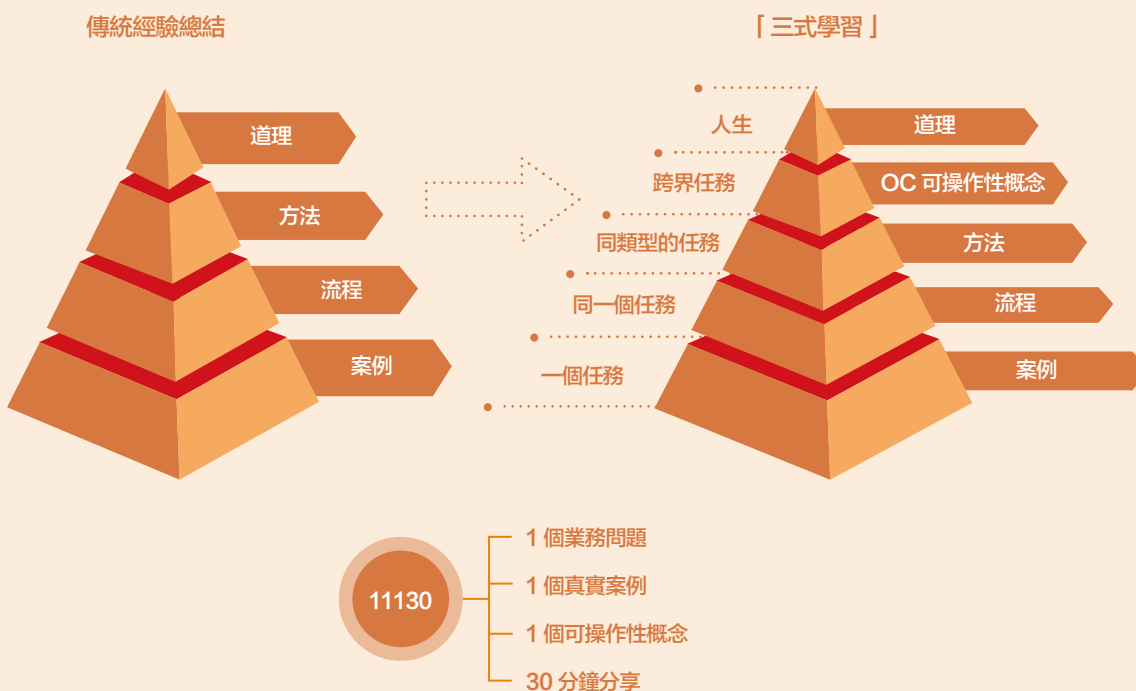 傳統經驗總結
「三式學習」
道理
方法
流程
案例
人生
跨界任務
同類型的任務
同一個任務
一個任務
道理
OC 可操作性概念
方法
流程
案例
11130
1 個業務問題
1 個真實案例
1 個可操作性概念
30 分鐘分享